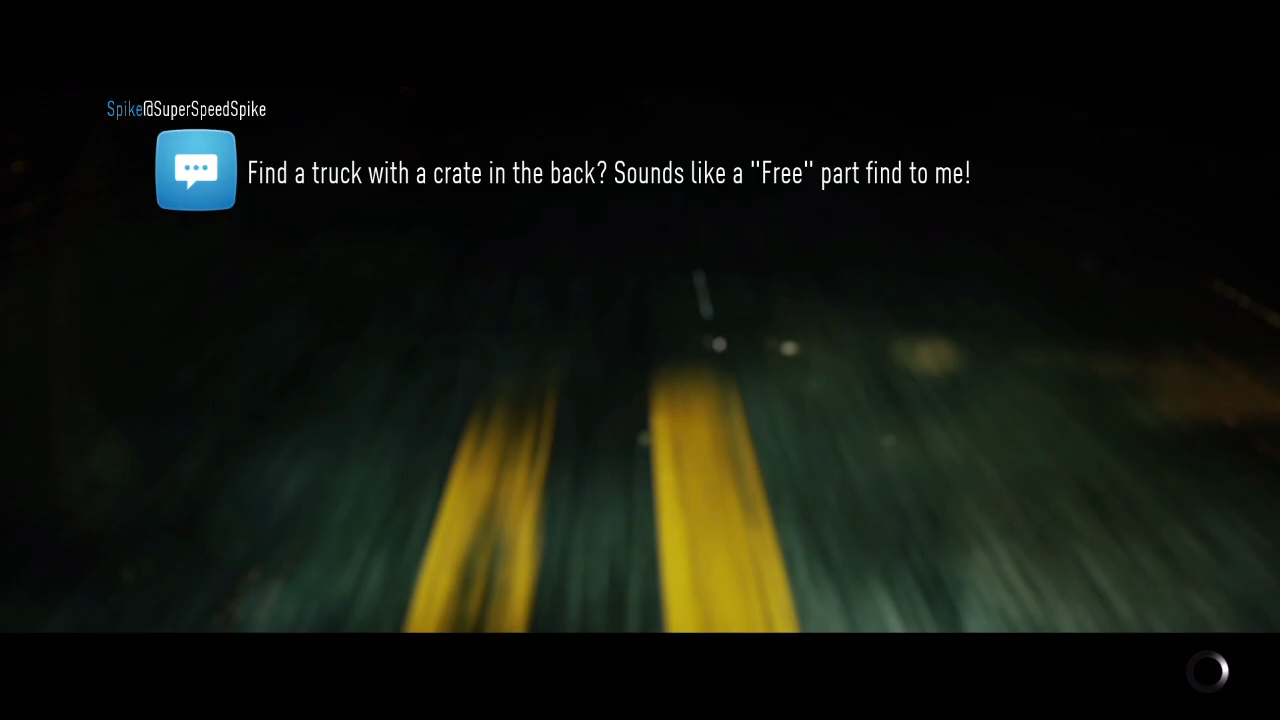 Spike@SuperSpeedSpike
Find a truck with a crate in the back? Sounds like a "Free" part find to me!